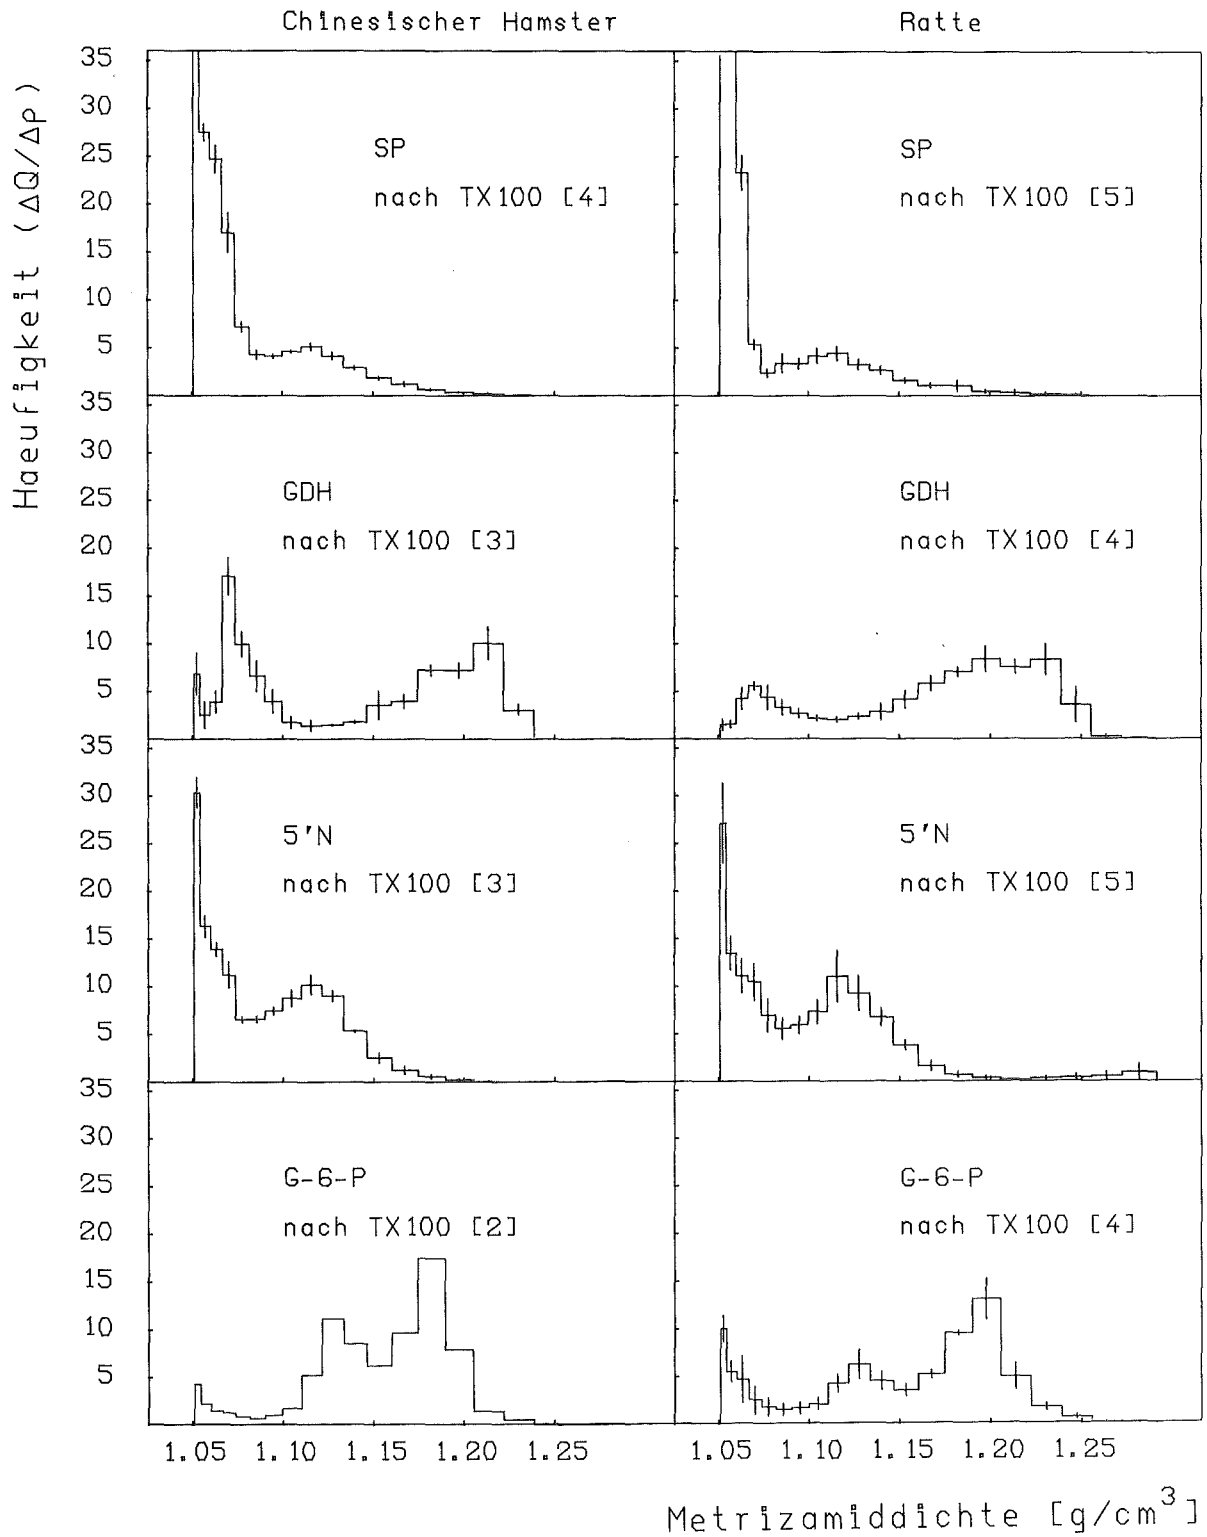 Chinesischer Hamster
Ratte
Haeufigkeit (ΔQ/Δρ)
35
30
25
20
15
10
5
SP
nach TX100 [4]
SP
nach TX100 [5]
35
30
25
20
15
10
5
GDH
nach TX100 [3]
GDH
nach TX100 [4]
35
30
25
20
15
10
5
5'N
nach TX100 [3]
5'N
nach TX100 [5]
35
30
25
20
15
10
5
G-6-P
nach TX100 [2]
G-6-P
nach TX100 [4]
1.05 1.10 1.15 1.20 1.25
1.05 1.10 1.15 1.20 1.25
Metrizamiddichte [g/cm³]